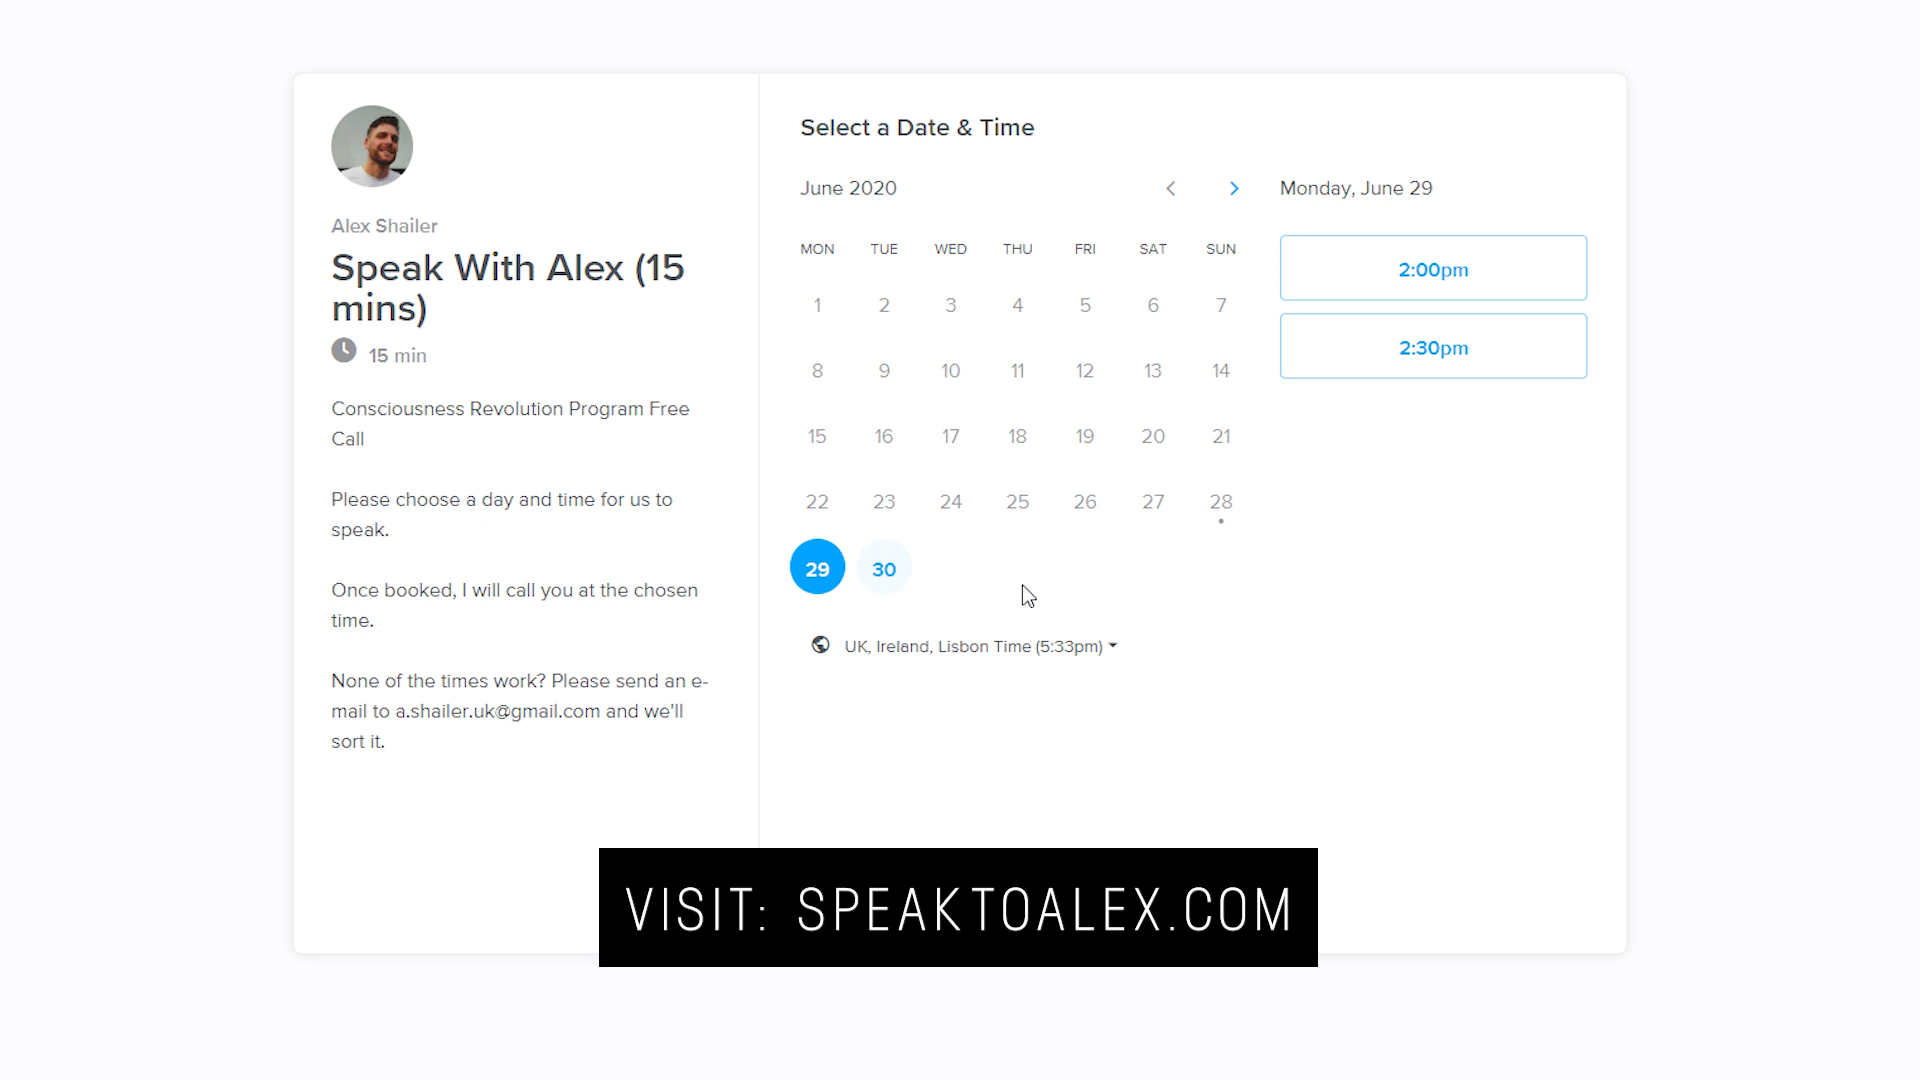 Alex Shailer
Speak With Alex (15
mins)
15 min
Consciousness Revolution Program Free
Call
Please choose a day and time for us to
speak.
Once booked, I will call you at the chosen
time.
None of the times work? Please send an e-
mail to a.shailer.uk@gmail.com and we'll
sort it.
Select a Date & Time
June 2020
MON TUE WED THU FRI SAT SUN
1 2 3 4 5 6 7
8 9 10 11 12 13 14
15 16 17 18 19 20 21
22 23 24 25 26 27 28
29 30
UK, Ireland, Lisbon Time (5:33pm)
Monday, June 29
2:00pm
2:30pm
VISIT: SPEAKTOALEX.COM